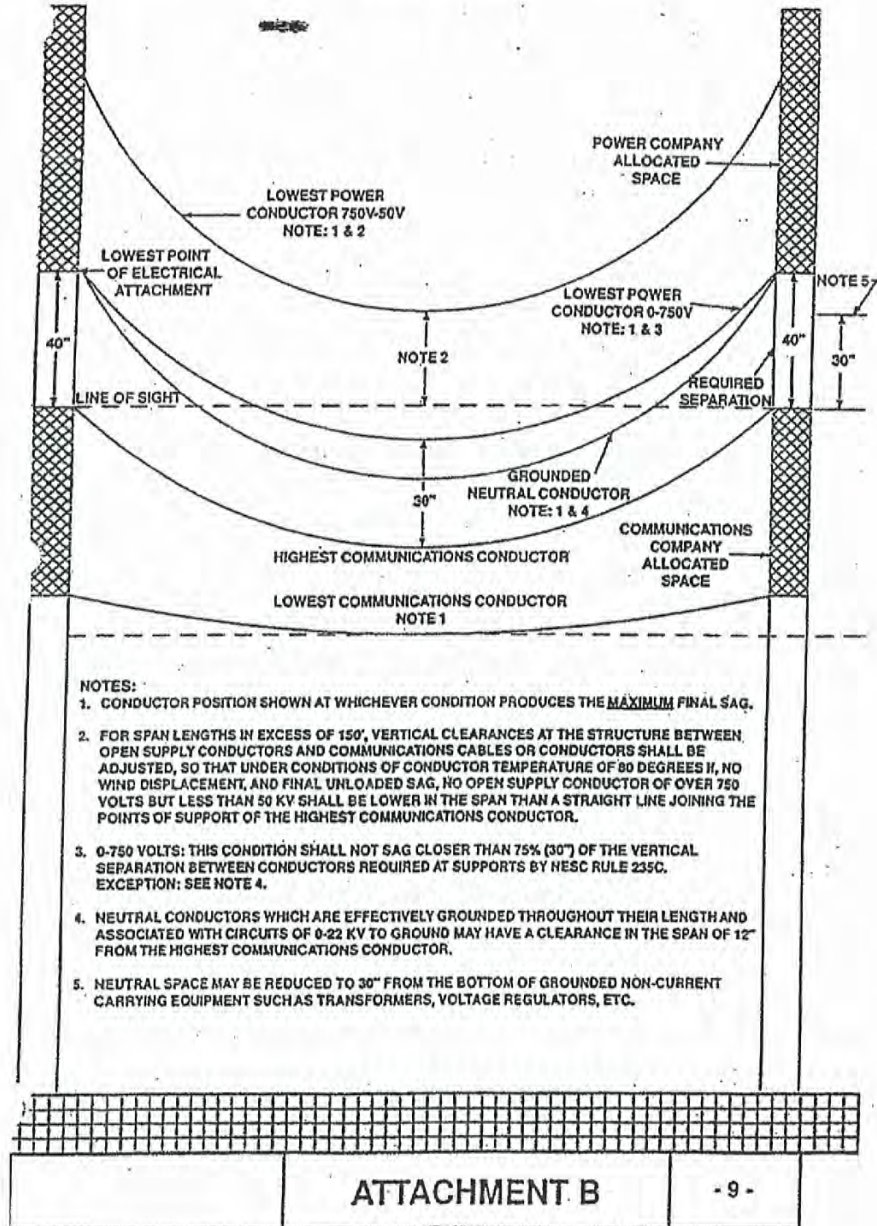 POWER COMPANY
ALLOCATED
SPACE
LOWEST POWER
CONDUCTOR 750V-50V
NOTE: 1 & 2
LOWEST POINT
OF ELECTRICAL
ATTACHMENT
LOWEST POWER
CONDUCTOR 0-750V
NOTE: 1 & 3
NOTE 5
40"
NOTE 2
40"
30"
REQUIRED
SEPARATION
LINE OF SIGHT
30"
GROUNDED
NEUTRAL CONDUCTOR
NOTE: 1 & 4
HIGHEST COMMUNICATIONS CONDUCTOR
COMMUNICATIONS
COMPANY
ALLOCATED
SPACE
LOWEST COMMUNICATIONS CONDUCTOR
NOTE 1
NOTES:
1. CONDUCTOR POSITION SHOWN AT WHICHEVER CONDITION PRODUCES THE MAXIMUM FINAL SAG.
2. FOR SPAN LENGTHS IN EXCESS OF 150', VERTICAL CLEARANCES AT THE STRUCTURE BETWEEN
OPEN SUPPLY CONDUCTORS AND COMMUNICATIONS CABLES OR CONDUCTORS SHALL BE
ADJUSTED, SO THAT UNDER CONDITIONS OF CONDUCTOR TEMPERATURE OF 60 DEGREES F, NO
WIND DISPLACEMENT, AND FINAL UNLOADED SAG, NO OPEN SUPPLY CONDUCTOR OF OVER 750
VOLTS BUT LESS THAN 50 KV SHALL BE LOWER IN THE SPAN THAN A STRAIGHT LINE JOINING THE
POINTS OF SUPPORT OF THE HIGHEST COMMUNICATIONS CONDUCTOR.
3. 0-750 VOLTS: THIS CONDITION SHALL NOT SAG CLOSER THAN 75% (30") OF THE VERTICAL
SEPARATION BETWEEN CONDUCTORS REQUIRED AT SUPPORTS BY NESC RULE 235C.
EXCEPTION: SEE NOTE 4.
4. NEUTRAL CONDUCTORS WHICH ARE EFFECTIVELY GROUNDED THROUGHOUT THEIR LENGTH AND
ASSOCIATED WITH CIRCUITS OF 0-22 KV TO GROUND MAY HAVE A CLEARANCE IN THE SPAN OF 12"
FROM THE HIGHEST COMMUNICATIONS CONDUCTOR.
5. NEUTRAL SPACE MAY BE REDUCED TO 30" FROM THE BOTTOM OF GROUNDED NON-CURRENT
CARRYING EQUIPMENT SUCH AS TRANSFORMERS, VOLTAGE REGULATORS, ETC.
ATTACHMENT B
- 9 -